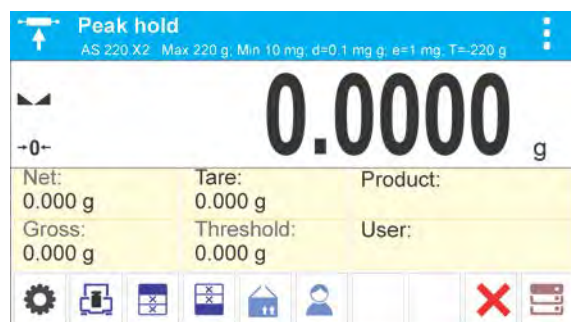 Peak hold
AS 220.X2 Max 220 g; Min 10 mg; d=0.1 mg g; e=1 mg; T=-220 g
0.0000 g
→0←
Net: Tare: Product:
0.000 g 0.000 g
Gross: Threshold: User:
0.000 g 0.000 g